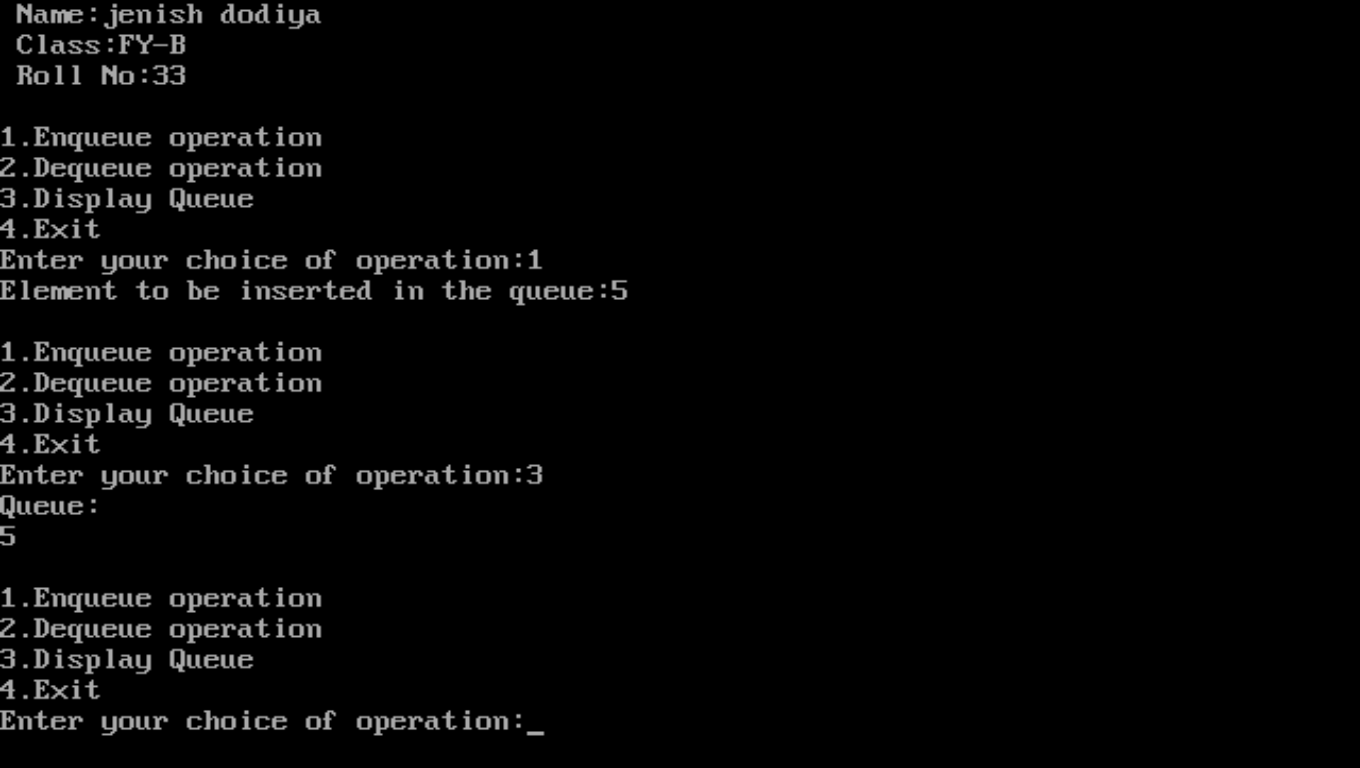 Name:jenish dodiya
Class:FY-B
Roll No:33
1.Enqueue operation
2.Dequeue operation
3.Display Queue
4.Exit
Enter your choice of operation:1
Element to be inserted in the queue:5
1.Enqueue operation
2.Dequeue operation
3.Display Queue
4.Exit
Enter your choice of operation:3
Queue:
5
1.Enqueue operation
2.Dequeue operation
3.Display Queue
4.Exit
Enter your choice of operation:_